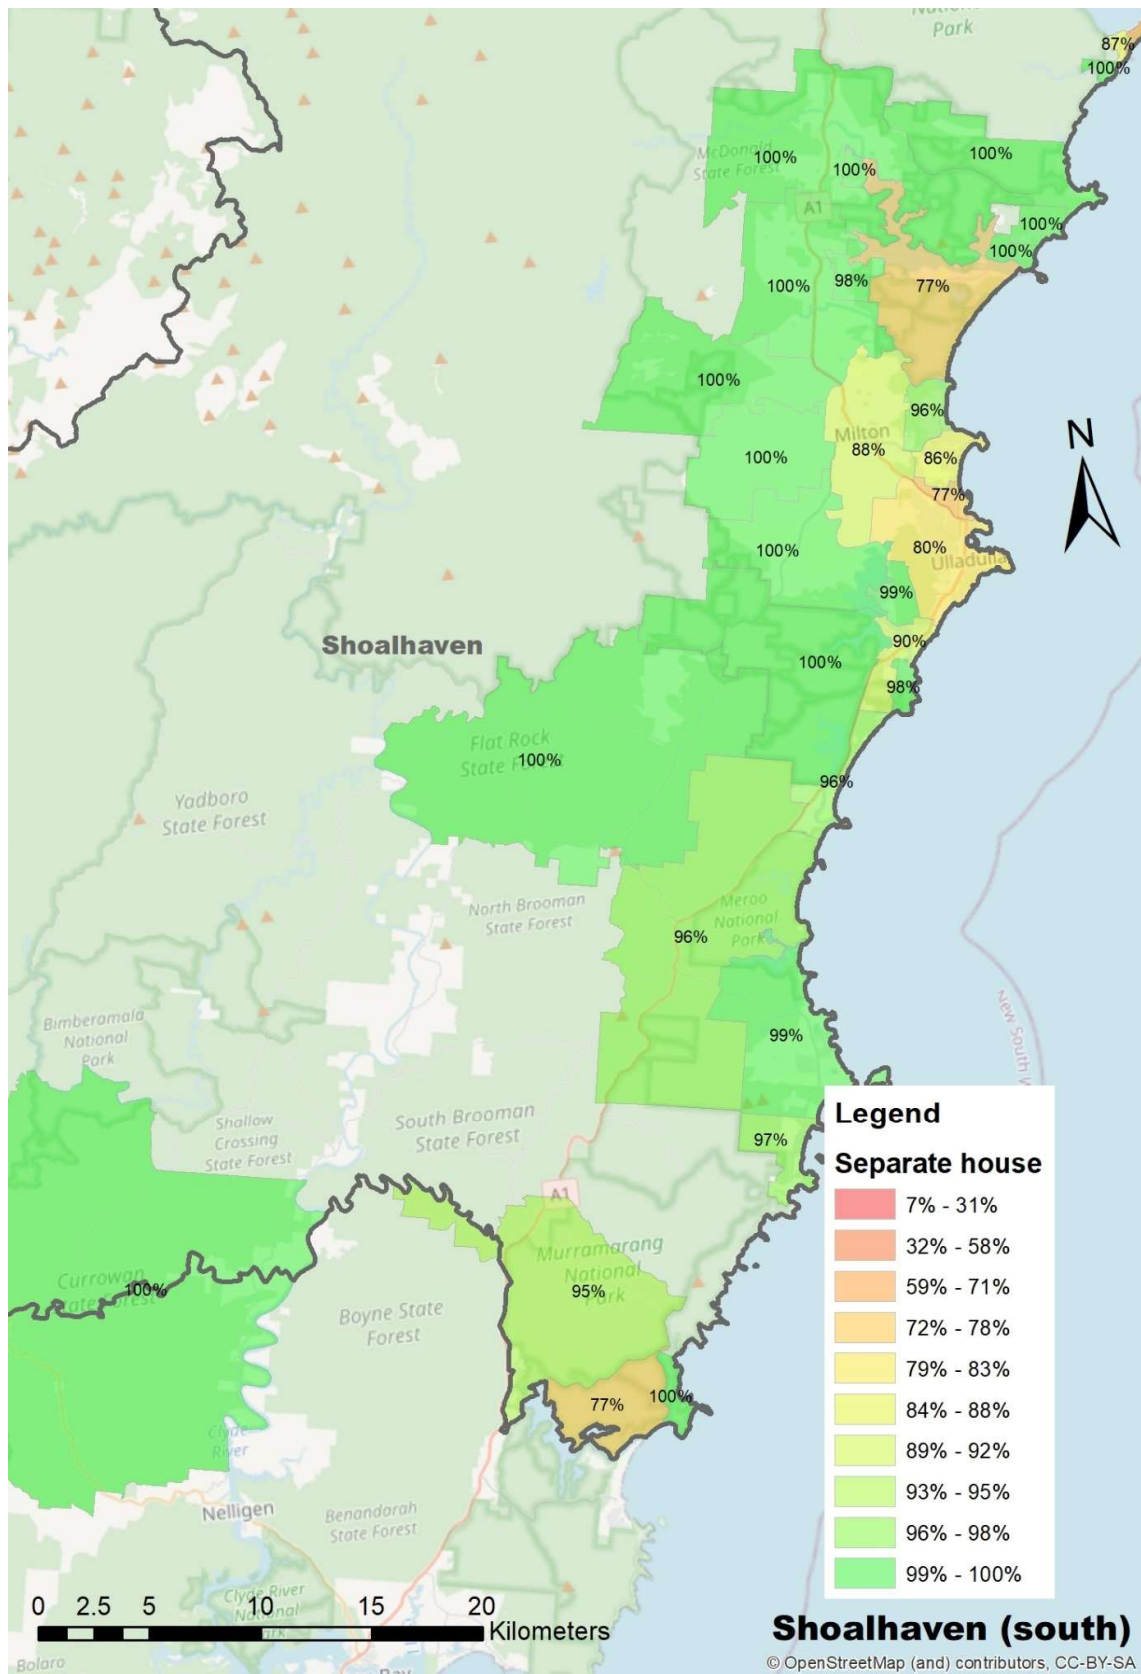 National
Park
87%
100%
McDonald
State Forest
100%
100%
100%
A1
100%
100%
100%
98%
77%
100%
96%
N
Milton
88%
86%
100%
77%
100%
80%
Ulladulla
99%
90%
Shoalhaven
100%
98%
Flat Rock
State Forest
100%
96%
Yadboro
State Forest
North Brooman
State Forest
Meroo
National
Park
96%
Bimberamala
National
Park
99%
New South W
Shallow
Crossing
State Forest
South Brooman
State Forest
97%
A1
Murramarang
National
Park
95%
Currowan
State Forest
100%
Boyne State
Forest
77%
100%
Clyde
River
Nelligen
Benandarah
State Forest
Clyde River
National
Park
Bolaro
Bay
Legend
Separate house
7% - 31%
32% - 58%
59% - 71%
72% - 78%
79% - 83%
84% - 88%
89% - 92%
93% - 95%
96% - 98%
99% - 100%
0 2.5 5 10 15 20
Kilometers
Shoalhaven (south)
© OpenStreetMap (and) contributors, CC-BY-SA